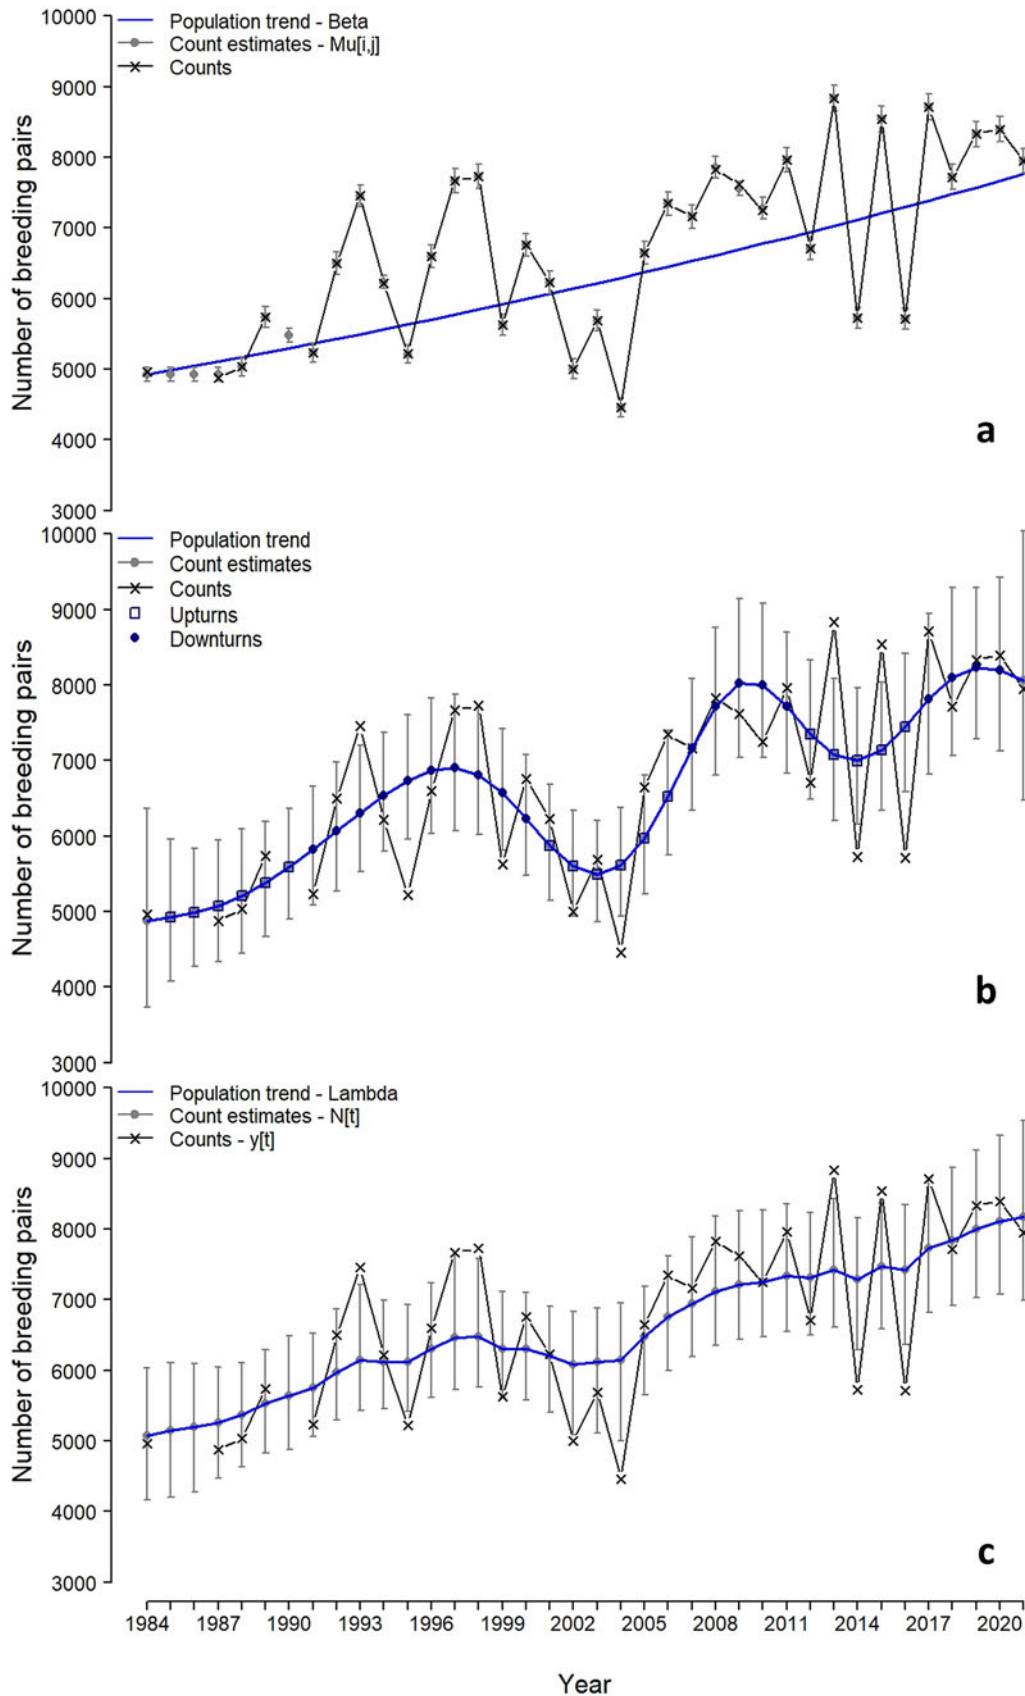 10000
9000
8000
7000
6000
5000
4000
3000
Number of breeding pairs
Population trend - Beta
Count estimates - Mu[i,j]
Counts
a
10000
9000
8000
7000
6000
5000
4000
3000
Number of breeding pairs
Population trend
Count estimates
Counts
Upturns
Downturns
b
10000
9000
8000
7000
6000
5000
4000
3000
Number of breeding pairs
Population trend - Lambda
Count estimates - N[t]
Counts - y[t]
c
1984 1987 1990 1993 1996 1999 2002 2005 2008 2011 2014 2017 2020
Year